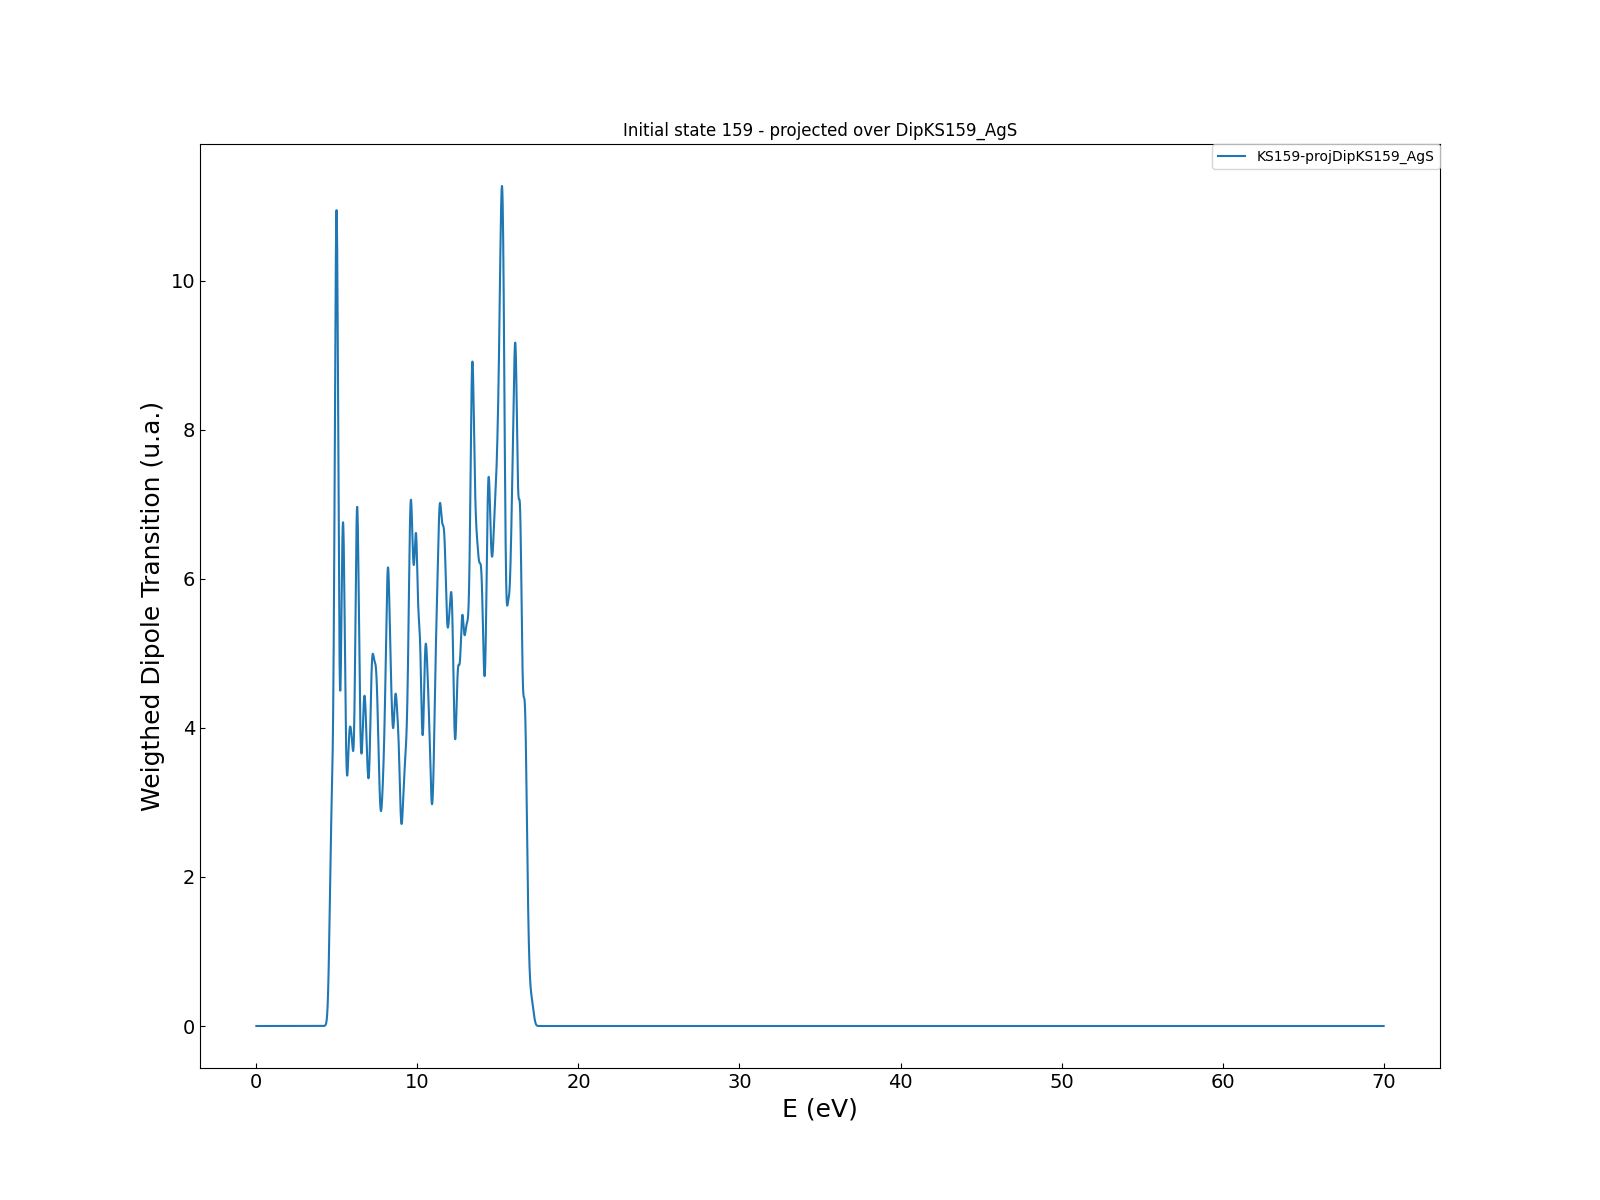 Initial state 159 - projected over DipKS159_AgS
KS159-projDipKS159_AgS
Weigthed Dipole Transition (u.a.)
10
8
6
4
2
0
0 10 20 30 40 50 60 70
E (eV)